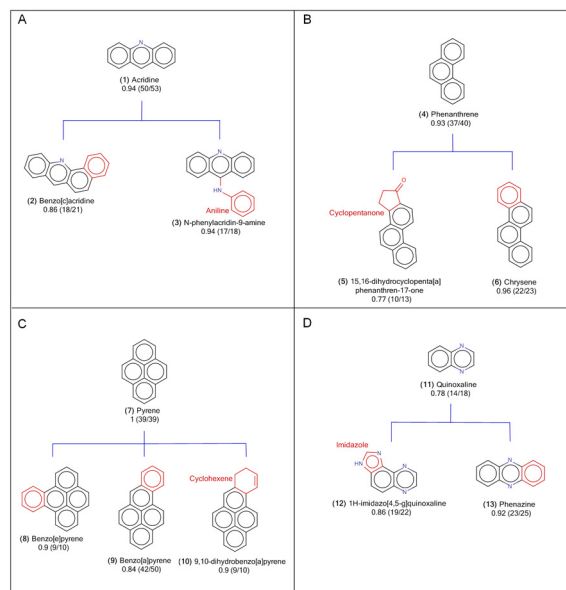 A
N
(1) Acridine
0.94 (50/53)
N
(2) Benzo[c]acridine
0.86 (18/21)
N
HN
Aniline
(3) N-phenylacridin-9-amine
0.94 (17/18)
B
(4) Phenanthrene
0.93 (37/40)
O
Cyclopentanone
(5) 15,16-dihydrocyclopenta[a]
phenanthren-17-one
0.77 (10/13)
(6) Chrysene
0.96 (22/23)
C
(7) Pyrene
1 (39/39)
(8) Benzo[e]pyrene
0.9 (9/10)
(9) Benzo[a]pyrene
0.84 (42/50)
Cyclohexene
(10) 9,10-dihydrobenzo[a]pyrene
0.9 (9/10)
D
N
N
(11) Quinoxaline
0.78 (14/18)
Imidazole
N
HN
N
N
(12) 1H-imidazo[4,5-g]quinoxaline
0.86 (19/22)
N
N
(13) Phenazine
0.92 (23/25)